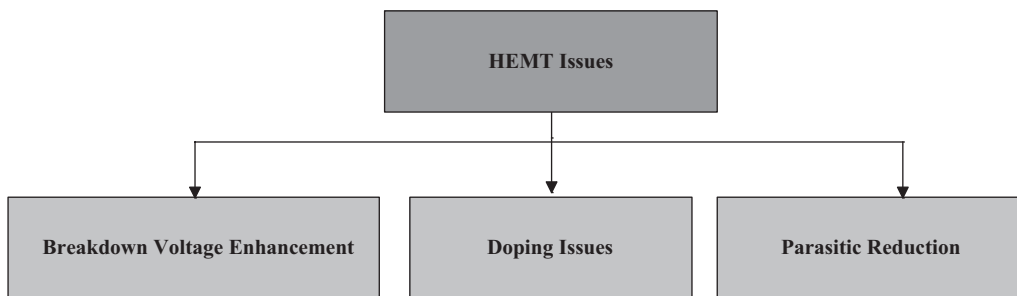 HEMT Issues
Breakdown Voltage Enhancement
Doping Issues
Parasitic Reduction